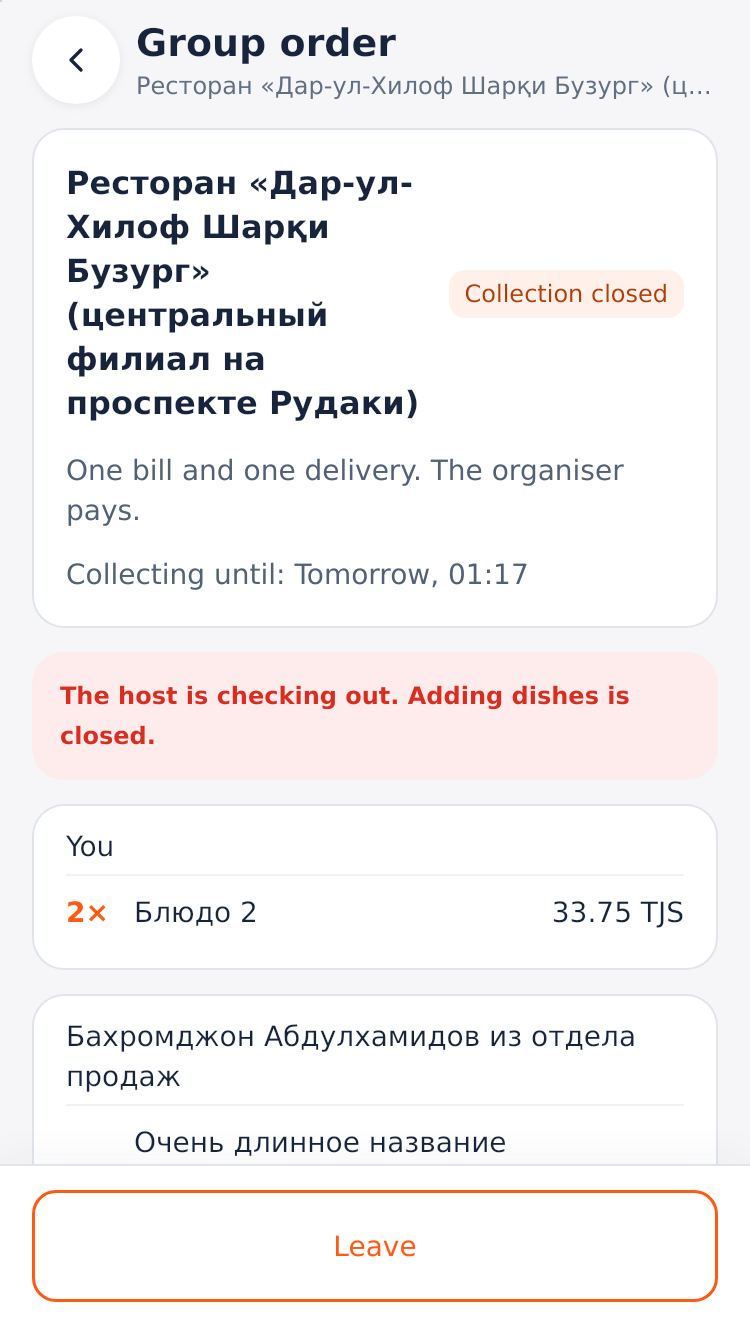 Group order
Ресторан «Дар-ул-Хилоф Шарқи Бузург» (ц...
Ресторан «Дар-ул-
Хилоф Шарқи
Бузург»
(центральный
филиал на
проспекте Рудаки)
Collection closed
One bill and one delivery. The organiser
pays.
Collecting until: Tomorrow, 01:17
The host is checking out. Adding dishes is
closed.
You
2× Блюдо 2 33.75 TJS
Бахромджон Абдулхамидов из отдела
продаж
Очень длинное название
Leave